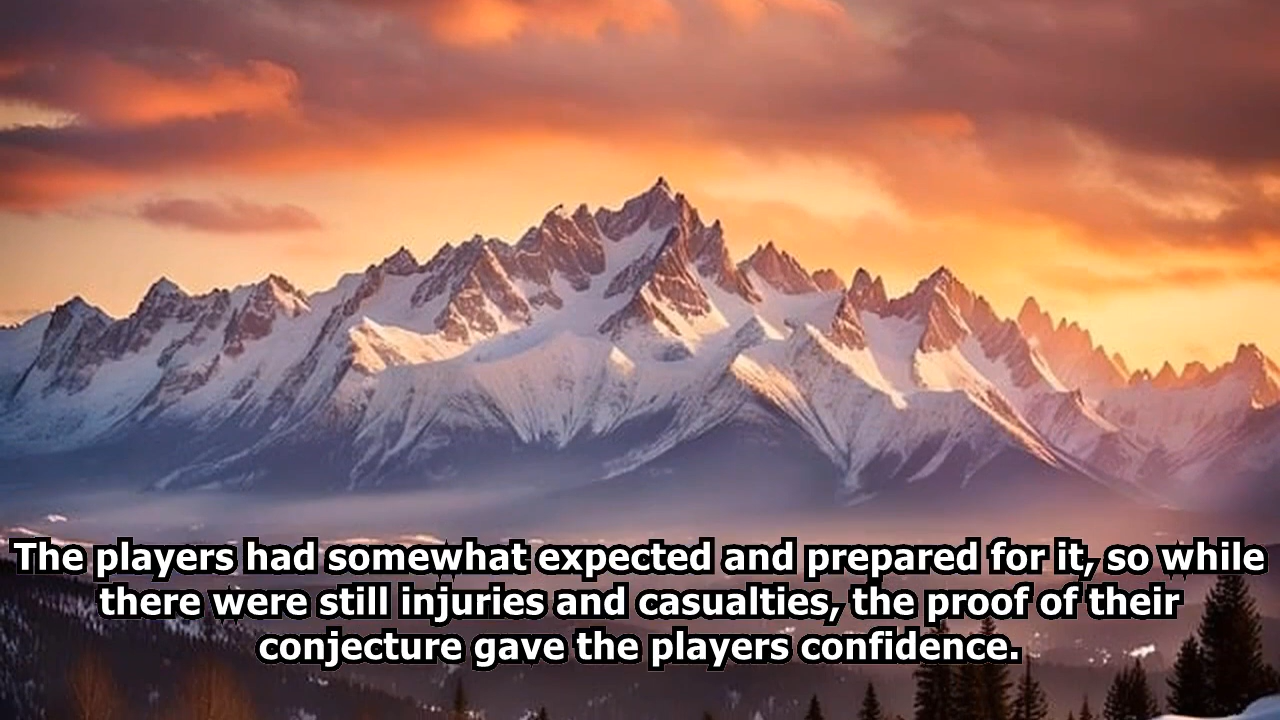 The players had somewhat expected and prepared for it, so while
there were still injuries and casualties, the proof of their
conjecture gave the players confidence.